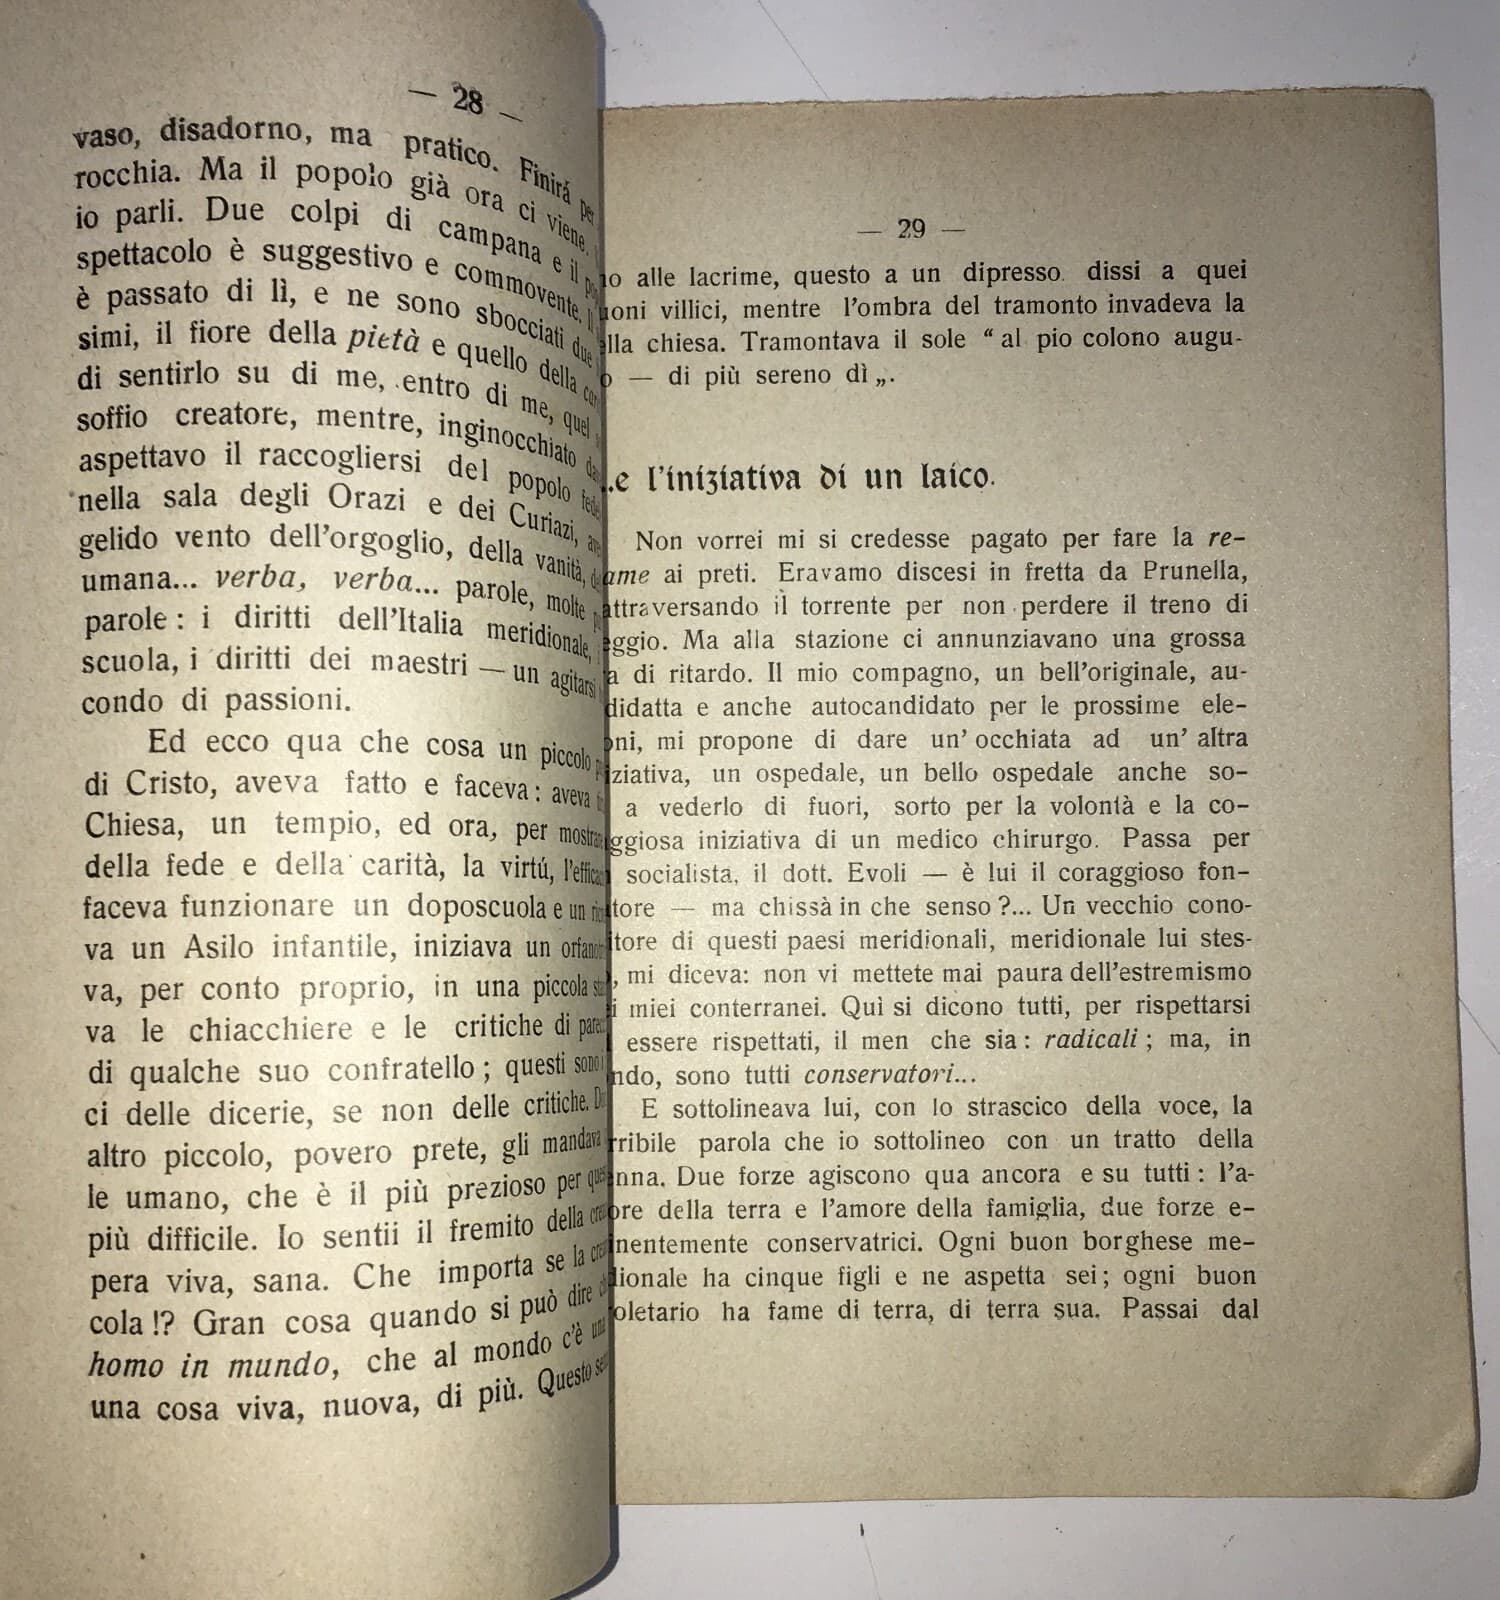 — 28 —
vaso, disadorno, ma pratico. Finirá per
rocchia. Ma il popolo già ora ci viene.
io parli. Due colpi di campana e il
spettacolo è suggestivo e commovente. Il
è passato di lì, e ne sono sbocciati due
simi, il fiore della pietà e quello della
di sentirlo su di me, entro di me, quel
soffio creatore, mentre, inginocchiato
aspettavo il raccogliersi del popolo
nella sala degli Orazi e dei Curiazi,
gelido vento dell'orgoglio, della vanità,
umana... verba, verba... parole, molte
parole : i diritti dell'Italia meridionale,
scuola, i diritti dei maestri — un agitarsi
condo di passioni.
Ed ecco qua che cosa un piccolo
di Cristo, aveva fatto e faceva : aveva
Chiesa, un tempio, ed ora, per
della fede e della carità, la virtú,
faceva funzionare un doposcuola e un
va un Asilo infantile, iniziava un
va, per conto proprio, in una piccola
va le chiacchiere e le critiche di
di qualche suo confratello ; questi sono
ci delle dicerie, se non delle critiche.
altro piccolo, povero prete, gli mandava
le umano, che è il più prezioso per
più difficile. Io sentii il fremito della
pera viva, sana. Che importa se la
cola !? Gran cosa quando si può dire
homo in mundo, che al mondo c'è
una cosa viva, nuova, di più. Questo
— 29 —
no alle lacrime, questo a un dipresso dissi a quei
oni villici, mentre l'ombra del tramonto invadeva la
lla chiesa. Tramontava il sole “ al pio colono augu-
o — di più sereno dì „.
.e l'iniziativa di un laico.
Non vorrei mi si credesse pagato per fare la re-
ame ai preti. Eravamo discesi in fretta da Prunella,
attraversando il torrente per non perdere il treno di
eggio. Ma alla stazione ci annunziavano una grossa
a di ritardo. Il mio compagno, un bell'originale, au-
didatta e anche autocandidato per le prossime ele-
oni, mi propone di dare un' occhiata ad un' altra
iziativa, un ospedale, un bello ospedale anche so-
a vederlo di fuori, sorto per la volontà e la co-
ggiosa iniziativa di un medico chirurgo. Passa per
socialista, il dott. Evoli — è lui il coraggioso fon-
tore — ma chissà in che senso ?... Un vecchio cono-
itore di questi paesi meridionali, meridionale lui stes-
, mi diceva: non vi mettete mai paura dell'estremismo
i miei conterranei. Quì si dicono tutti, per rispettarsi
essere rispettati, il men che sia : radicali ; ma, in
ndo, sono tutti conservatori...
E sottolineava lui, con lo strascico della voce, la
rribile parola che io sottolineo con un tratto della
nna. Due forze agiscono qua ancora e su tutti : l'a-
ore della terra e l'amore della famiglia, due forze e-
inentemente conservatrici. Ogni buon borghese me-
dionale ha cinque figli e ne aspetta sei ; ogni buon
oletario ha fame di terra, di terra sua. Passai dal